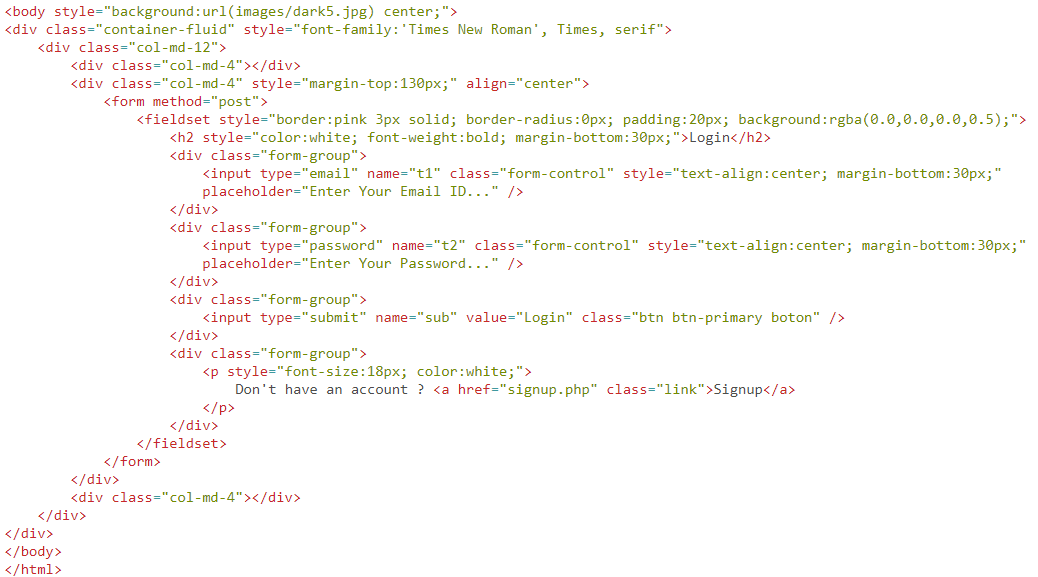 <body style="background:url(images/dark5.jpg) center;">
<div class="container-fluid" style="font-family:'Times New Roman', Times, serif">
    <div class="col-md-12">
        <div class="col-md-4"></div>
        <div class="col-md-4" style="margin-top:130px;" align="center">
            <form method="post">
                <fieldset style="border:pink 3px solid; border-radius:0px; padding:20px; background:rgba(0.0,0.0,0.0,0.5);">
                    <h2 style="color:white; font-weight:bold; margin-bottom:30px;">Login</h2>
                    <div class="form-group">
                        <input type="email" name="t1" class="form-control" style="text-align:center; margin-bottom:30px;"
                        placeholder="Enter Your Email ID..." />
                    </div>
                    <div class="form-group">
                        <input type="password" name="t2" class="form-control" style="text-align:center; margin-bottom:30px;"
                        placeholder="Enter Your Password..." />
                    </div>
                    <div class="form-group">
                        <input type="submit" name="sub" value="Login" class="btn btn-primary boton" />
                    </div>
                    <div class="form-group">
                        <p style="font-size:18px; color:white;">
                            Don't have an account ? <a href="signup.php" class="link">Signup</a>
                        </p>
                    </div>
                </fieldset>
            </form>
        </div>
        <div class="col-md-4"></div>
    </div>
</div>
</body>
</html>